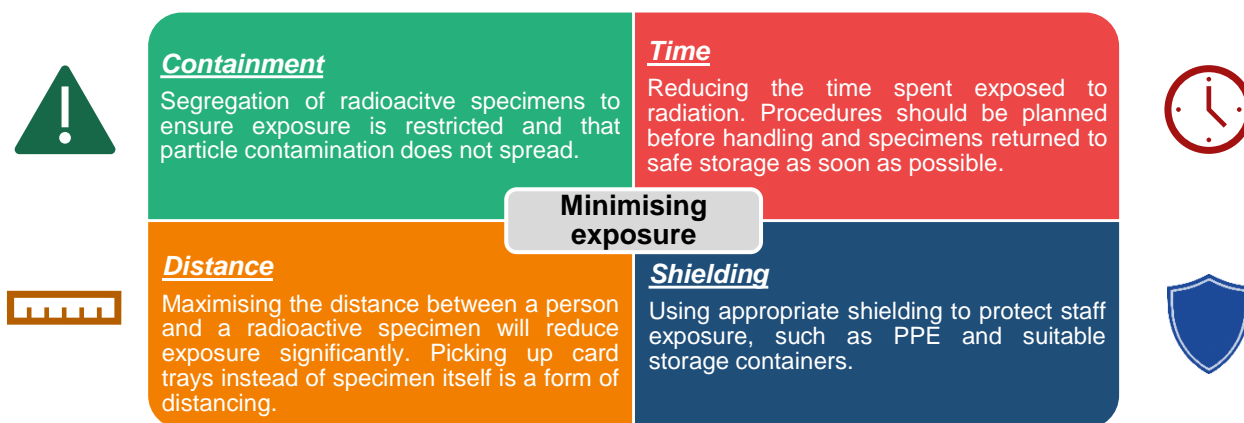 Containment
Segregation of radioacitve specimens to
ensure exposure is restricted and that
particle contamination does not spread.
Time
Reducing the time spent exposed to
radiation. Procedures should be planned
before handling and specimens returned to
safe storage as soon as possible.
Minimising
exposure
Distance
Maximising the distance between a person
and a radioactive specimen will reduce
exposure significantly. Picking up card
trays instead of specimen itself is a form of
distancing.
Shielding
Using appropriate shielding to protect staff
exposure, such as PPE and suitable
storage containers.